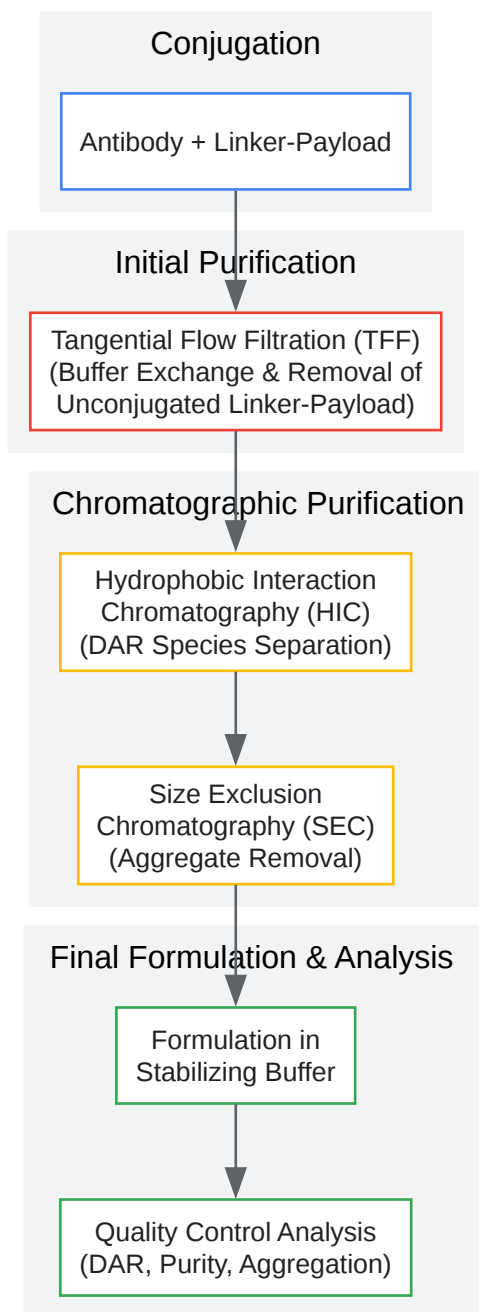 Conjugation
Antibody + Linker-Payload
Initial Purification
Tangential Flow Filtration (TFF)
(Buffer Exchange & Removal of
Unconjugated Linker-Payload)
Chromatographic Purification
Hydrophobic Interaction
Chromatography (HIC)
(DAR Species Separation)
Size Exclusion
Chromatography (SEC)
(Aggregate Removal)
Final Formulation & Analysis
Formulation in
Stabilizing Buffer
Quality Control Analysis
(DAR, Purity, Aggregation)